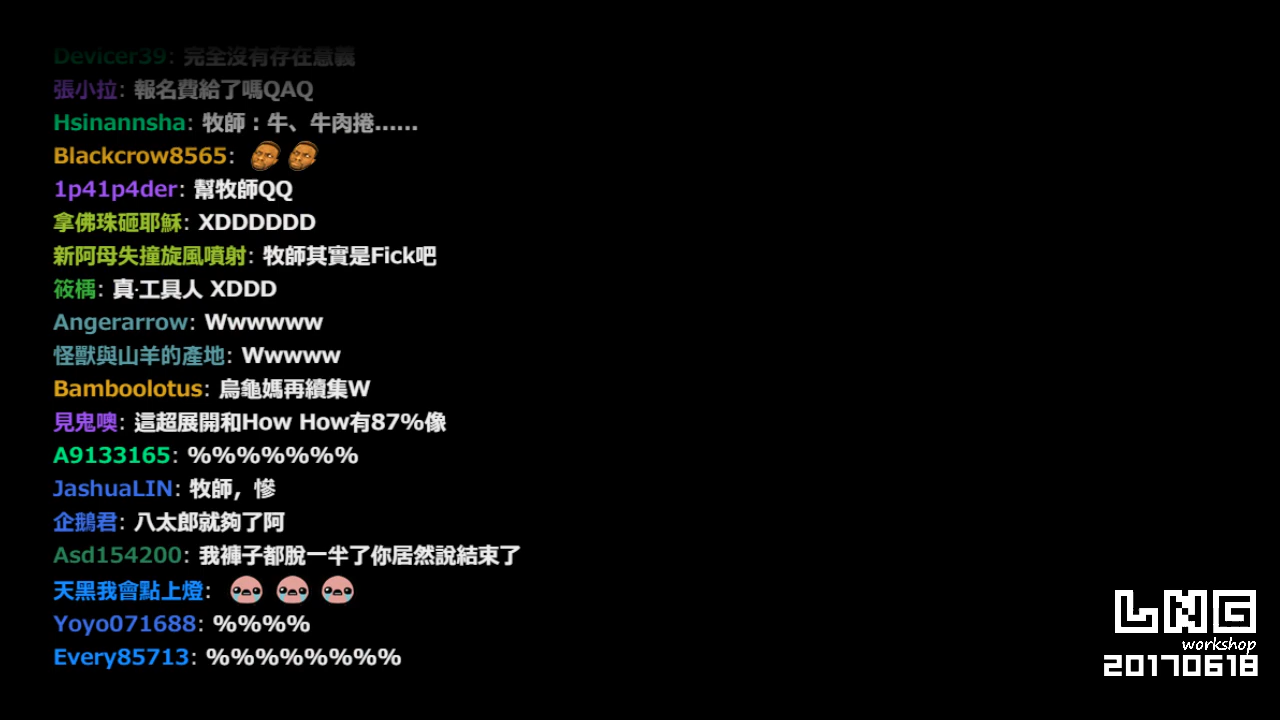 Devicer39: 完全沒有存在意義
張小拉: 報名費給了嗎QAQ
Hsinannsha: 牧師：牛、牛肉捲......
Blackcrow8565:
1p41p4der: 幫牧師QQ
拿佛珠砸耶穌: XDDDDDD
新阿母失撞旋風噴射: 牧師其實是Fick吧
筱楀: 真·工具人 XDDD
Angerarrow: Wwwwww
怪獸與山羊的產地: Wwwww
Bamboolotus: 烏龜媽再續集W
見鬼噢: 這超展開和How How有87%像
A9133165: %%%%%%%
JashuaLIN: 牧師，慘
企鵝君: 八太郎就夠了阿
Asd154200: 我褲子都脫一半了你居然說結束了
天黑我會點上燈:
Yoyo071688: %%%%
Every85713: %%%%%%%%
LNG
workshop
20170618